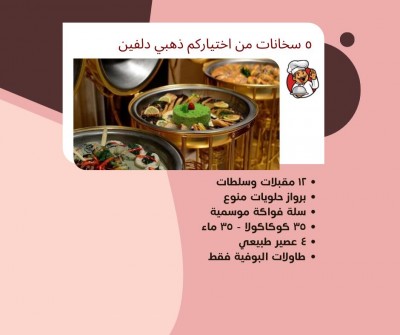 ٥ سخانات من اختياركم ذهبي دلفين
١٢ مقبلات وسلطات
برواز حلويات منوع
سلة فواكة موسمية
٣٥ كوكاكولا - ٣٥ ماء
٤ عصير طبيعي
طاولات البوفية فقط